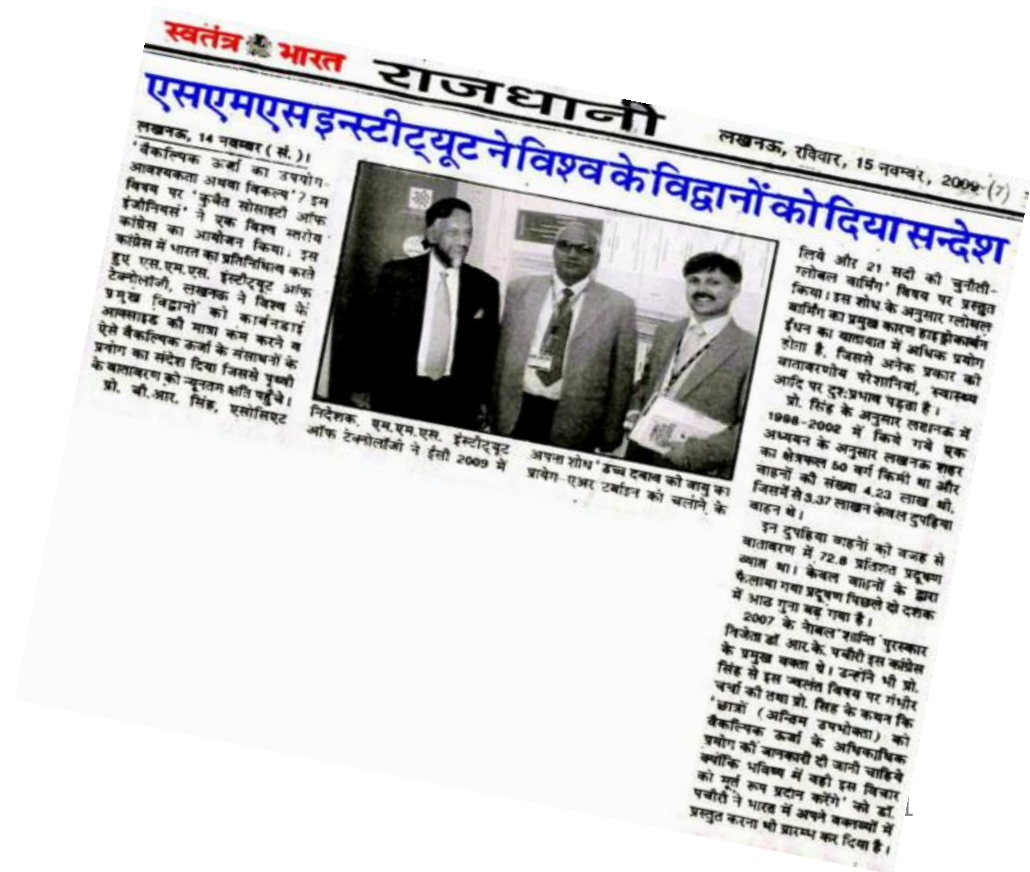 स्वतंत्र भारत
राजधानी
लखनऊ, रविवार, 15 नवम्बर, 2009 (7)
एसएमएस इन्स्टीट्यूट ने विश्व के विद्वानों को दिया सन्देश
लखनऊ, 14 नवम्बर (सं.)।
'वैकल्पिक ऊर्जा का उपयोग-
आवश्यकता अथवा विकल्प'? इस
विषय पर 'कुवैत सोसाइटी ऑफ
इंजीनियर्स' ने एक विश्व स्तरीय
कांग्रेस का आयोजन किया। इस
कांग्रेस में भारत का प्रतिनिधित्व करते
हुए एस.एम.एस. इंस्टीट्यूट ऑफ
टेक्नोलॉजी, लखनऊ ने विश्व के
प्रमुख विद्वानों को कार्बनडाई
आक्साइड की मात्रा कम करने व
ऐसे वैकल्पिक ऊर्जा के संसाधनों के
प्रयोग का संदेश दिया जिससे पृथ्वी
के वातावरण को न्यूनतम क्षति पहुँचे।
प्रो. बी.आर. सिंह, एसोसिएट
निदेशक, एम.एम.एस. इंस्टीट्यूट
ऑफ टेक्नोलॉजी ने ईसी 2009 में
अपना शोध 'उच्च दबाव की वायु का
प्रायेग-एअर टर्बाइन को चलाने के
लिये और 21 सदी की चुनौती-
ग्लोबल वार्मिंग' विषय पर प्रस्तुत
किया। इस शोध के अनुसार ग्लोबल
वार्मिंग का प्रमुख कारण हाइड्रोकार्बन
ईंधन का यातायात में अधिक प्रयोग
होना है, जिससे अनेक प्रकार की
वातावरणीय परेशानियां, स्वास्थ्य
आदि पर दुर:प्रभाव पड़ता है।
प्रो. सिंह के अनुसार लखनऊ में
1998-2002 में किये गये एक
अध्ययन के अनुसार लखनऊ शहर
का क्षेत्रफल 50 वर्ग किमी था और
वाहनों की संख्या 4.23 लाख थी,
जिसमें से 3.37 लाखन केवल दुपहिया
वाहन थे।
इन दुपहिया वाहनों की वजह से
वातावरण में 72.8 प्रतिशत प्रदूषण
व्याप्त था। केवल वाहनों के द्वारा
फैलाया गया प्रदूषण पिछले दो दशक
में आठ गुना बढ़ गया है।
2007 के नोबल शान्ति पुरस्कार
विजेता डॉ. आर.के. पचौरी इस कांग्रेस
के प्रमुख वक्ता थे। उन्होंने भी प्रो.
सिंह से इस ज्वलंत विषय पर गंभीर
चर्चा की तथा प्रो. सिंह के कथन कि
'छात्रों (अन्तिम उपभोक्ता) को
वैकल्पिक ऊर्जा के अधिकाधिक
प्रयोग की जानकारी दी जानी चाहिये
क्योंकि भविष्य में वही इस विचार
को मूर्त रूप प्रदान करेंगे' को डॉ.
पचौरी ने भारत में अपने वक्तव्यों में
प्रस्तुत करना भी प्रारम्भ कर दिया है।